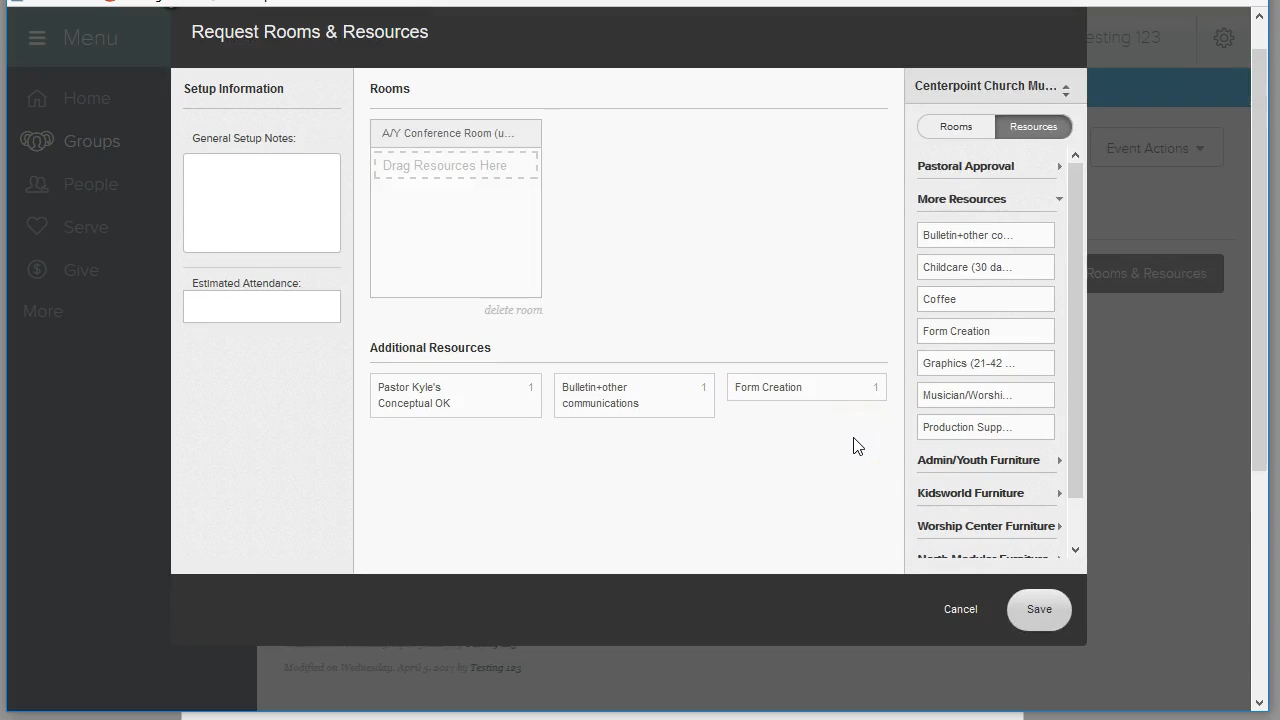 Request Rooms & Resources
Menu
esting 123
Home
Groups
People
Serve
Give
More
Setup Information
General Setup Notes:
Estimated Attendance:
Rooms
A/Y Conference Room (u...
Drag Resources Here
delete room
Additional Resources
Pastor Kyle's
Conceptual OK
1
Bulletin+other
communications
1
Form Creation
1
Centerpoint Church Mu...
Rooms
Resources
Pastoral Approval
More Resources
Bulletin+other co...
Childcare (30 da...
Coffee
Form Creation
Graphics (21-42 ...
Musician/Worshi...
Production Supp...
Admin/Youth Furniture
Kidsworld Furniture
Worship Center Furniture
North Modular Furniture
Event Actions
Rooms & Resources
Cancel
Save
Modified on Wednesday, April 5, 2017 by Testing 123